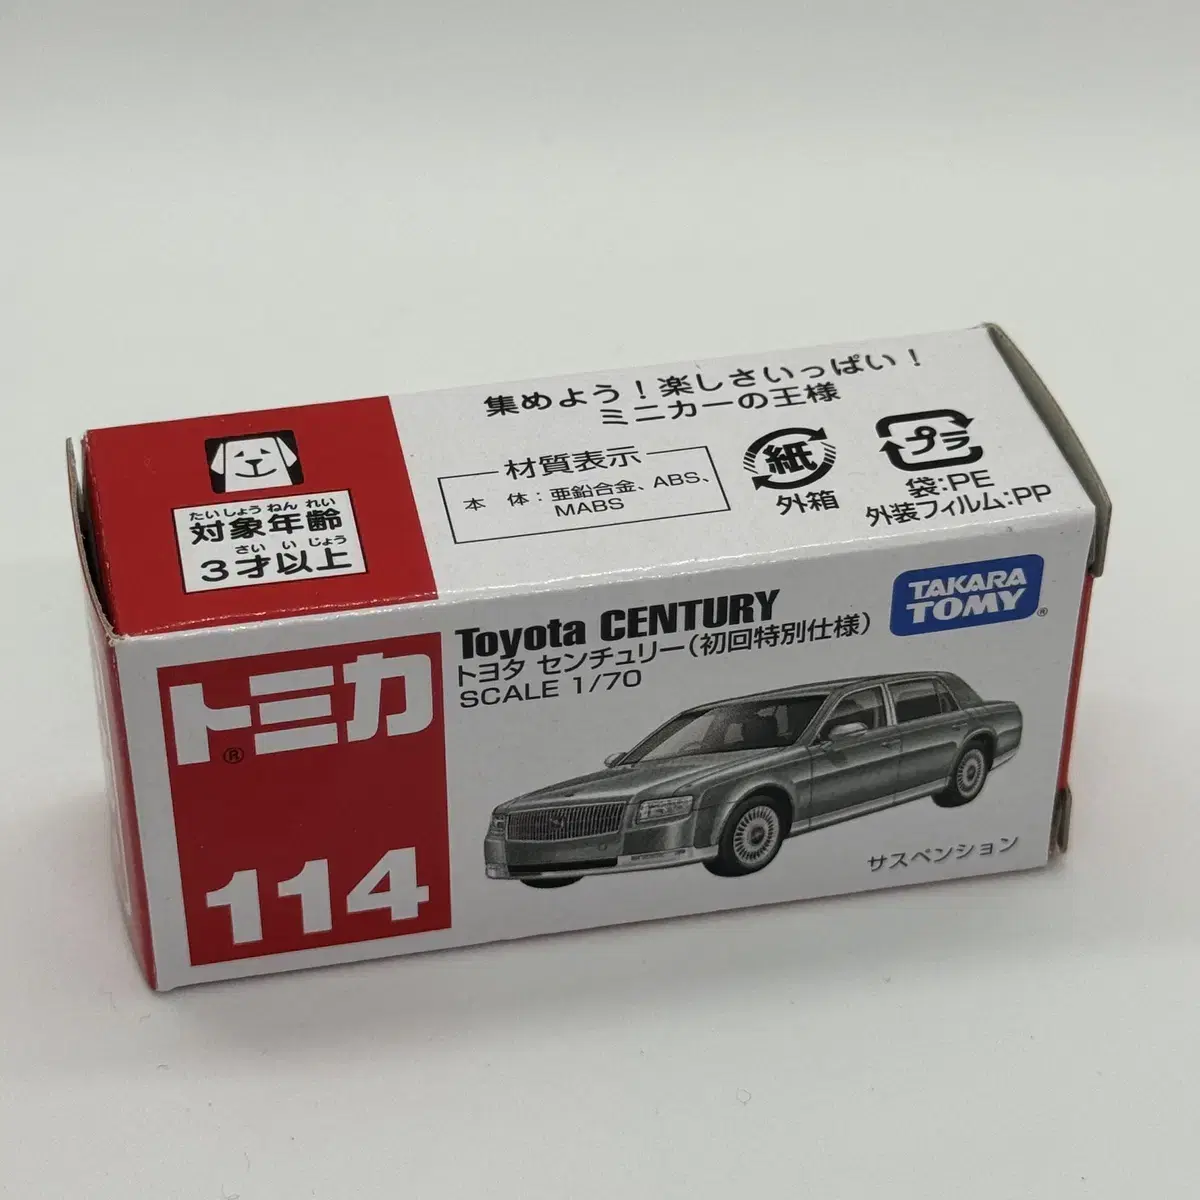 集めよう!楽しさいっぱい!
ミニカーの王様
たいしょう ねん れい
対象年齢
さい い じょう
3才以上
材質表示
本 体:亜鉛合金、ABS、
MABS
紙
外箱
プラ
袋:PE
外装フィルム:PP
TAKARA
TOMY®
Toyota CENTURY
トヨタ センチュリー(初回特別仕様)
SCALE 1/70
トミカ
®
114
サスペンション